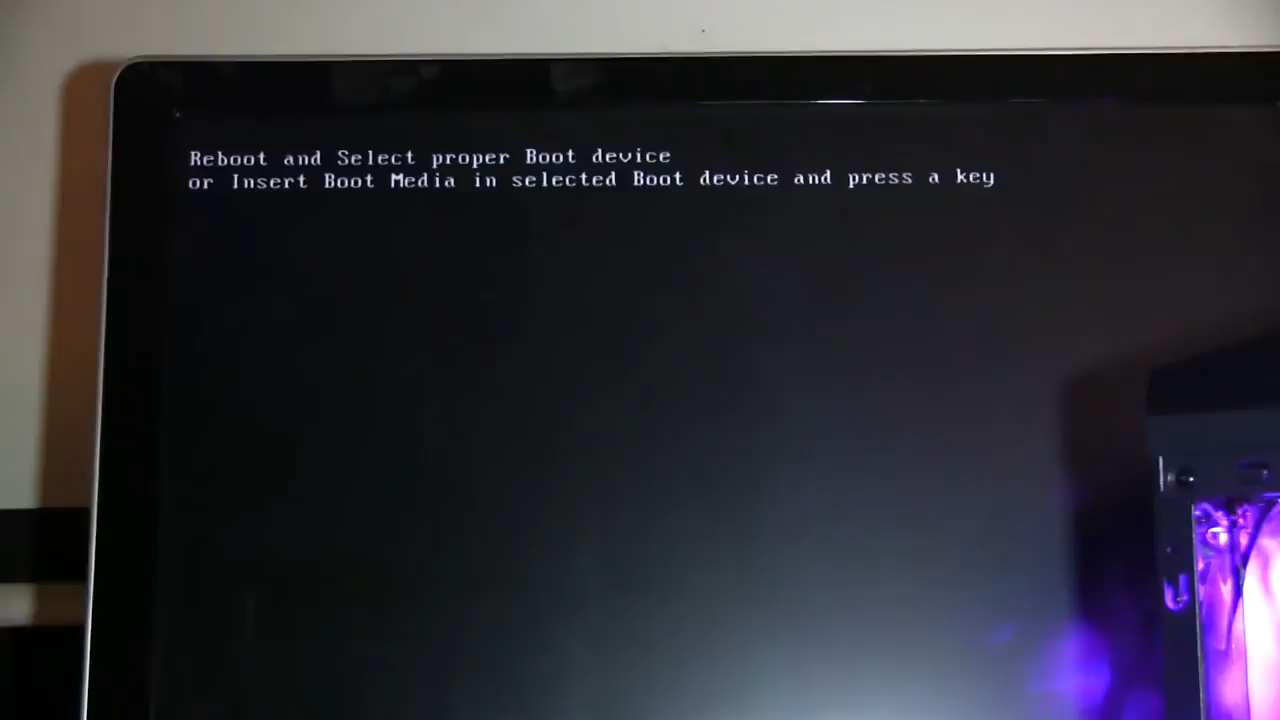 Reboot and Select proper Boot device
or Insert Boot Media in selected Boot device and press a key